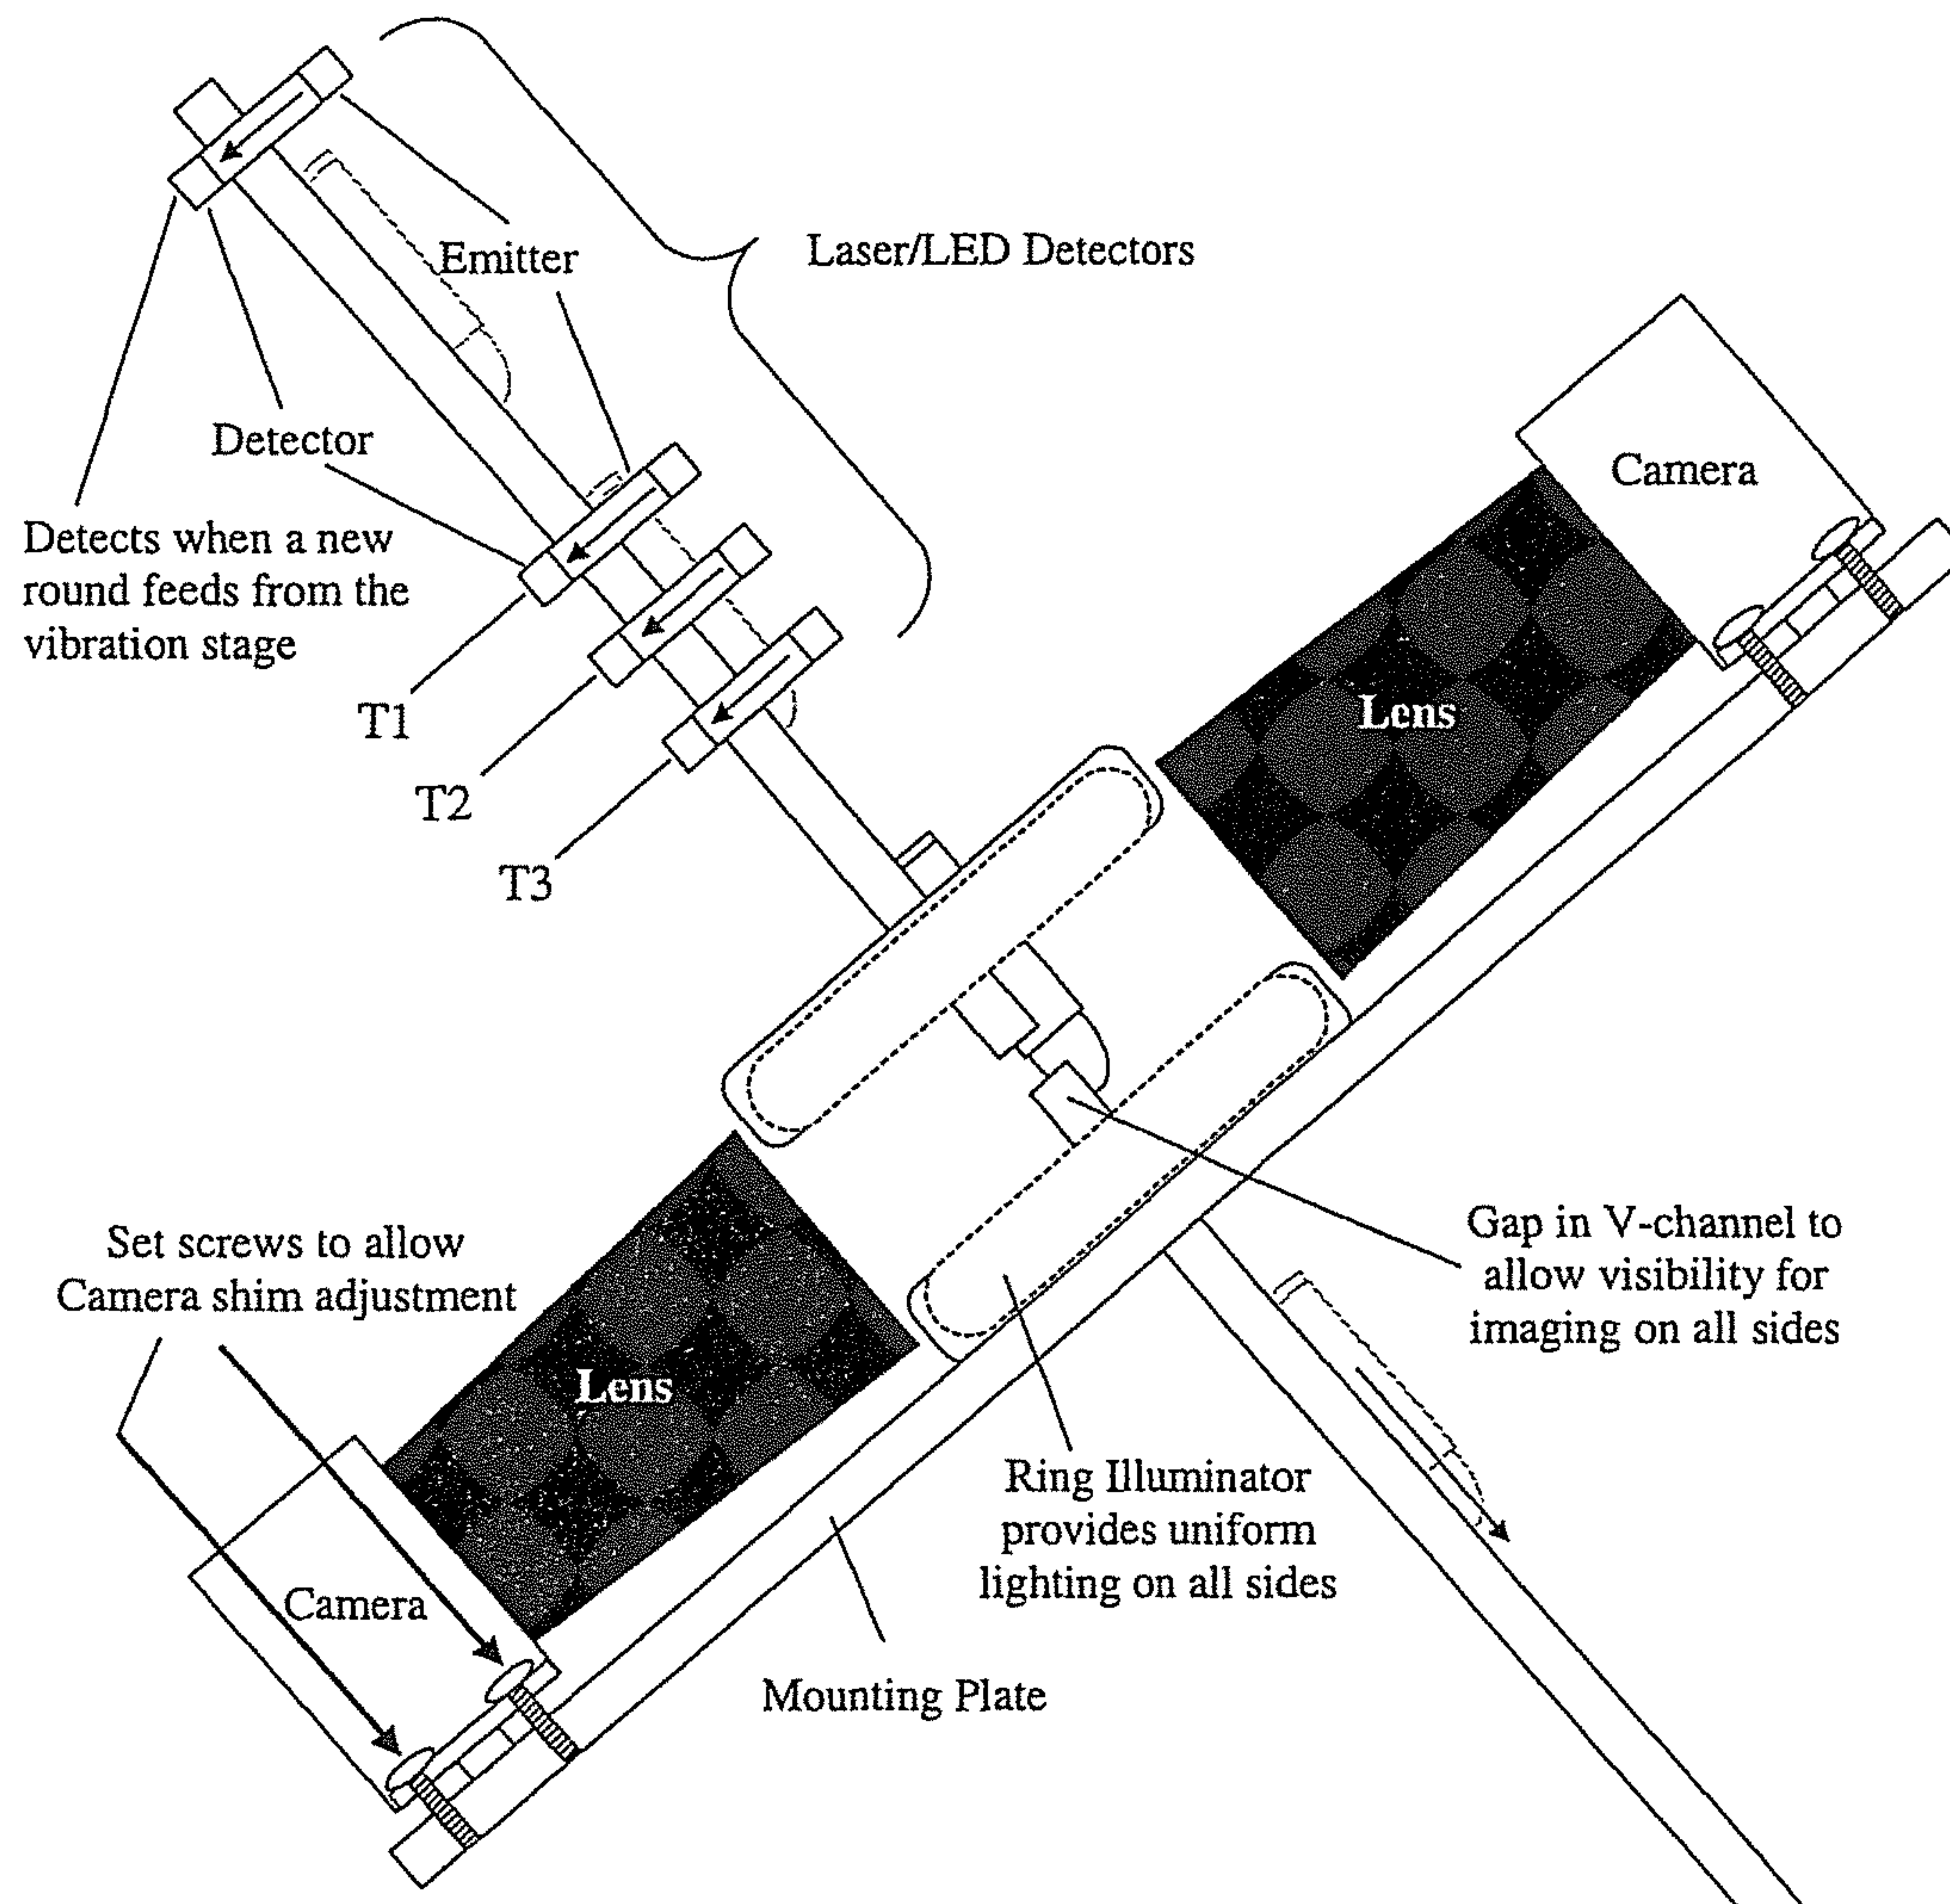 Emitter
Laser/LED Detectors
Detector
Camera
Detects when a new
round feeds from the
vibration stage
T1
Lens
T2
T3
Set screws to allow
Camera shim adjustment
Gap in V-channel to
allow visibility for
imaging on all sides
Lens
Ring Illuminator
provides uniform
lighting on all sides
Camera
Mounting Plate